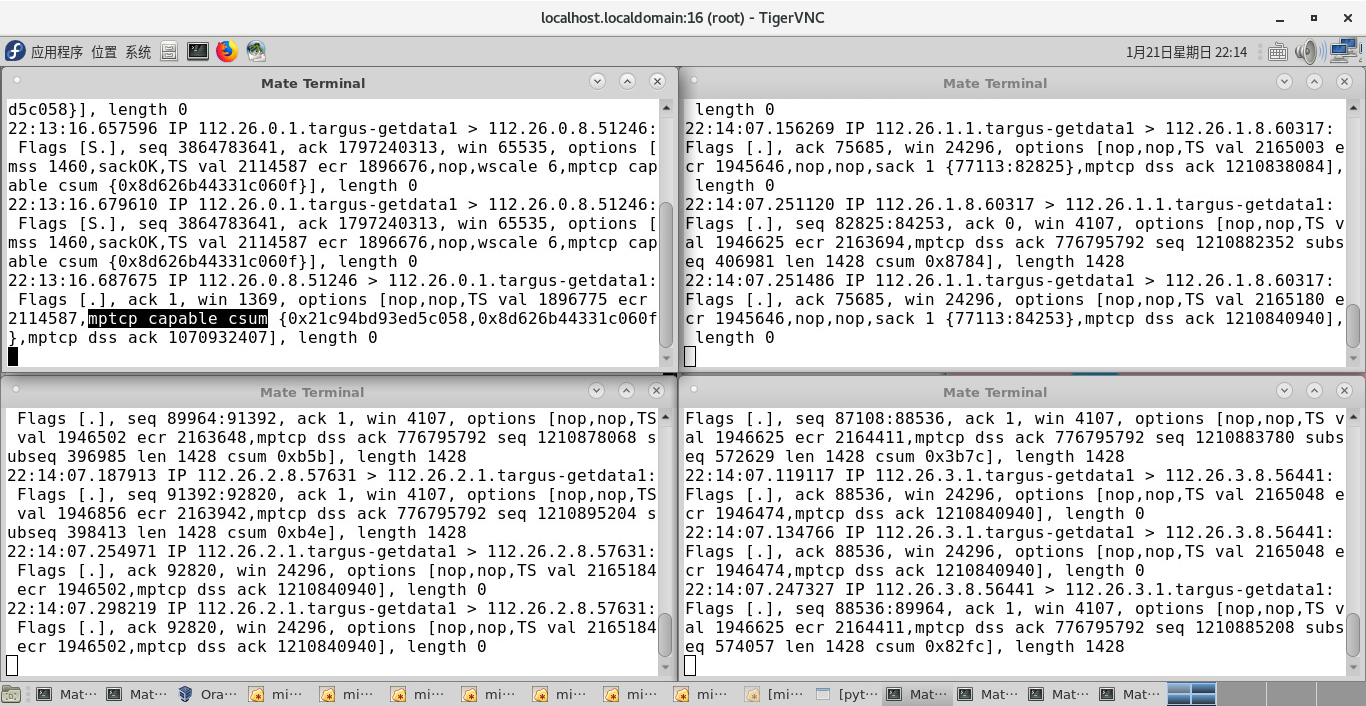 localhost.localdomain:16 (root) - TigerVNC
应用程序 位置 系统
1月21日星期日 22:14
Mate Terminal
d5c058}], length 0
22:13:16.657596 IP 112.26.0.1.targus-getdata1 > 112.26.0.8.51246:
Flags [S.], seq 3864783641, ack 1797240313, win 65535, options [
mss 1460,sackOK,TS val 2114587 ecr 1896676,nop,wscale 6,mptcp cap
able csum {0x8d626b44331c060f}], length 0
22:13:16.679610 IP 112.26.0.1.targus-getdata1 > 112.26.0.8.51246:
Flags [S.], seq 3864783641, ack 1797240313, win 65535, options [
mss 1460,sackOK,TS val 2114587 ecr 1896676,nop,wscale 6,mptcp cap
able csum {0x8d626b44331c060f}], length 0
22:13:16.687675 IP 112.26.0.8.51246 > 112.26.0.1.targus-getdata1:
Flags [.], ack 1, win 1369, options [nop,nop,TS val 1896775 ecr
2114587,mptcp capable csum {0x21c94bd93ed5c058,0x8d626b44331c060f
},mptcp dss ack 1070932407], length 0
Mate Terminal
length 0
22:14:07.156269 IP 112.26.1.1.targus-getdata1 > 112.26.1.8.60317:
Flags [.], ack 75685, win 24296, options [nop,nop,TS val 2165003 e
cr 1945646,nop,nop,sack 1 {77113:82825},mptcp dss ack 1210838084],
length 0
22:14:07.251120 IP 112.26.1.8.60317 > 112.26.1.1.targus-getdata1:
Flags [.], seq 82825:84253, ack 0, win 4107, options [nop,nop,TS v
al 1946625 ecr 2163694,mptcp dss ack 776795792 seq 1210882352 subs
eq 406981 len 1428 csum 0x8784], length 1428
22:14:07.251486 IP 112.26.1.1.targus-getdata1 > 112.26.1.8.60317:
Flags [.], ack 75685, win 24296, options [nop,nop,TS val 2165180 e
cr 1945646,nop,nop,sack 1 {77113:84253},mptcp dss ack 1210840940],
length 0
Mate Terminal
Flags [.], seq 89964:91392, ack 1, win 4107, options [nop,nop,TS
val 1946502 ecr 2163648,mptcp dss ack 776795792 seq 1210878068 s
ubseq 396985 len 1428 csum 0xb5b], length 1428
22:14:07.187913 IP 112.26.2.8.57631 > 112.26.2.1.targus-getdata1:
Flags [.], seq 91392:92820, ack 1, win 4107, options [nop,nop,TS
val 1946856 ecr 2163942,mptcp dss ack 776795792 seq 1210895204 s
ubseq 398413 len 1428 csum 0xb4e], length 1428
22:14:07.254971 IP 112.26.2.1.targus-getdata1 > 112.26.2.8.57631:
Flags [.], ack 92820, win 24296, options [nop,nop,TS val 2165184
ecr 1946502,mptcp dss ack 1210840940], length 0
22:14:07.298219 IP 112.26.2.1.targus-getdata1 > 112.26.2.8.57631:
Flags [.], ack 92820, win 24296, options [nop,nop,TS val 2165184
ecr 1946502,mptcp dss ack 1210840940], length 0
Mate Terminal
Flags [.], seq 87108:88536, ack 1, win 4107, options [nop,nop,TS v
al 1946625 ecr 2164411,mptcp dss ack 776795792 seq 1210883780 subs
eq 572629 len 1428 csum 0x3b7c], length 1428
22:14:07.119117 IP 112.26.3.1.targus-getdata1 > 112.26.3.8.56441:
Flags [.], ack 88536, win 24296, options [nop,nop,TS val 2165048 e
cr 1946474,mptcp dss ack 1210840940], length 0
22:14:07.134766 IP 112.26.3.1.targus-getdata1 > 112.26.3.8.56441:
Flags [.], ack 88536, win 24296, options [nop,nop,TS val 2165048 e
cr 1946474,mptcp dss ack 1210840940], length 0
22:14:07.247327 IP 112.26.3.8.56441 > 112.26.3.1.targus-getdata1:
Flags [.], seq 88536:89964, ack 1, win 4107, options [nop,nop,TS v
al 1946625 ecr 2164411,mptcp dss ack 776795792 seq 1210885208 subs
eq 574057 len 1428 csum 0x82fc], length 1428
Mat… Mat… Ora… mi… mi… mi… mi… mi… mi… mi… [mi… [pyt… Mat… Mat… Mat… Mat…